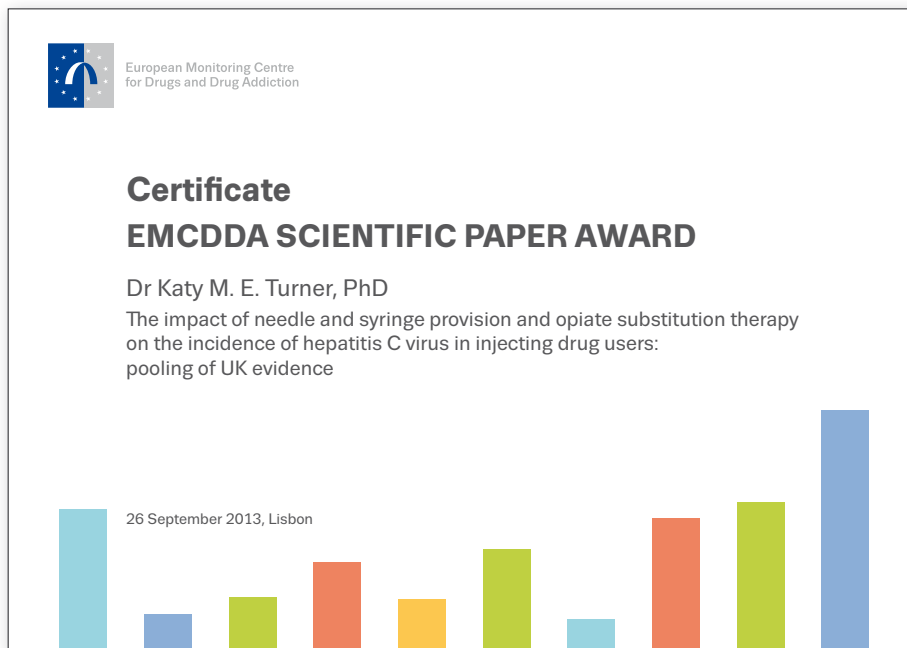 European Monitoring Centre
for Drugs and Drug Addiction
Certificate
EMCDDA SCIENTIFIC PAPER AWARD
Dr Katy M. E. Turner, PhD
The impact of needle and syringe provision and opiate substitution therapy
on the incidence of hepatitis C virus in injecting drug users:
pooling of UK evidence
26 September 2013, Lisbon